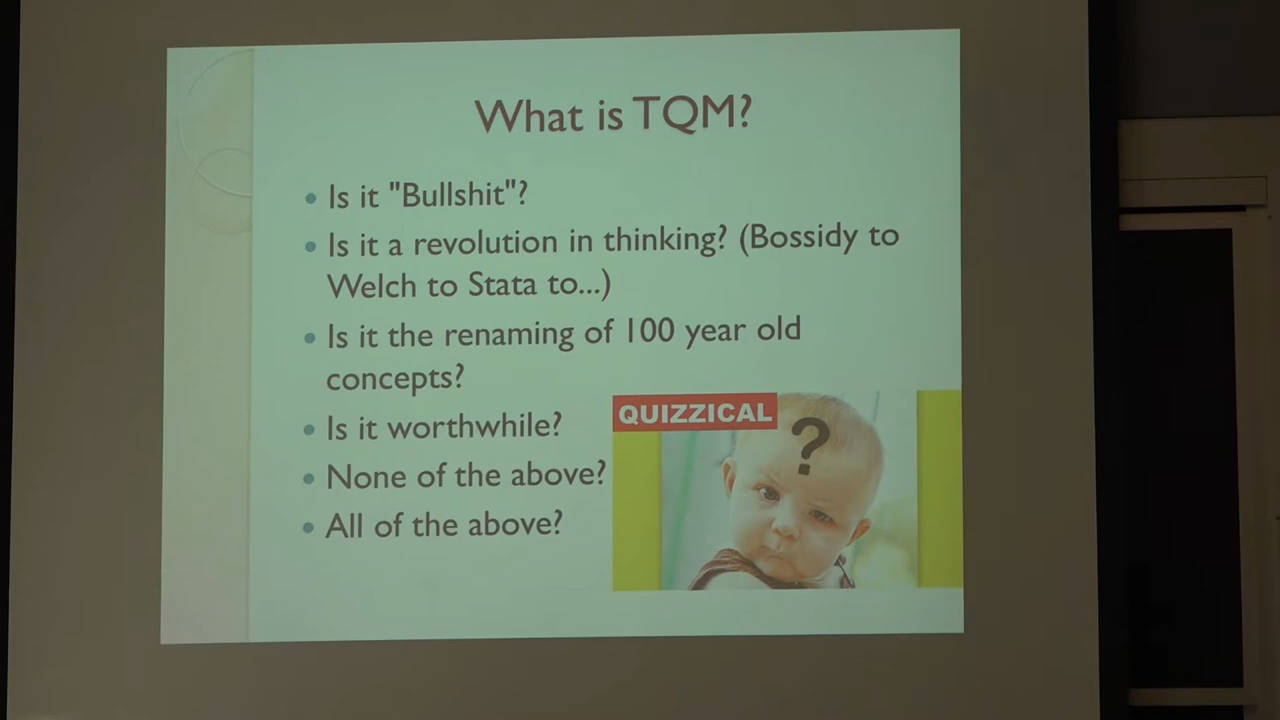 What is TQM?
• Is it "Bullshit"?
• Is it a revolution in thinking? (Bossidy to
Welch to Stata to...)
• Is it the renaming of 100 year old
concepts?
• Is it worthwhile?
• None of the above?
• All of the above?
QUIZZICAL
?